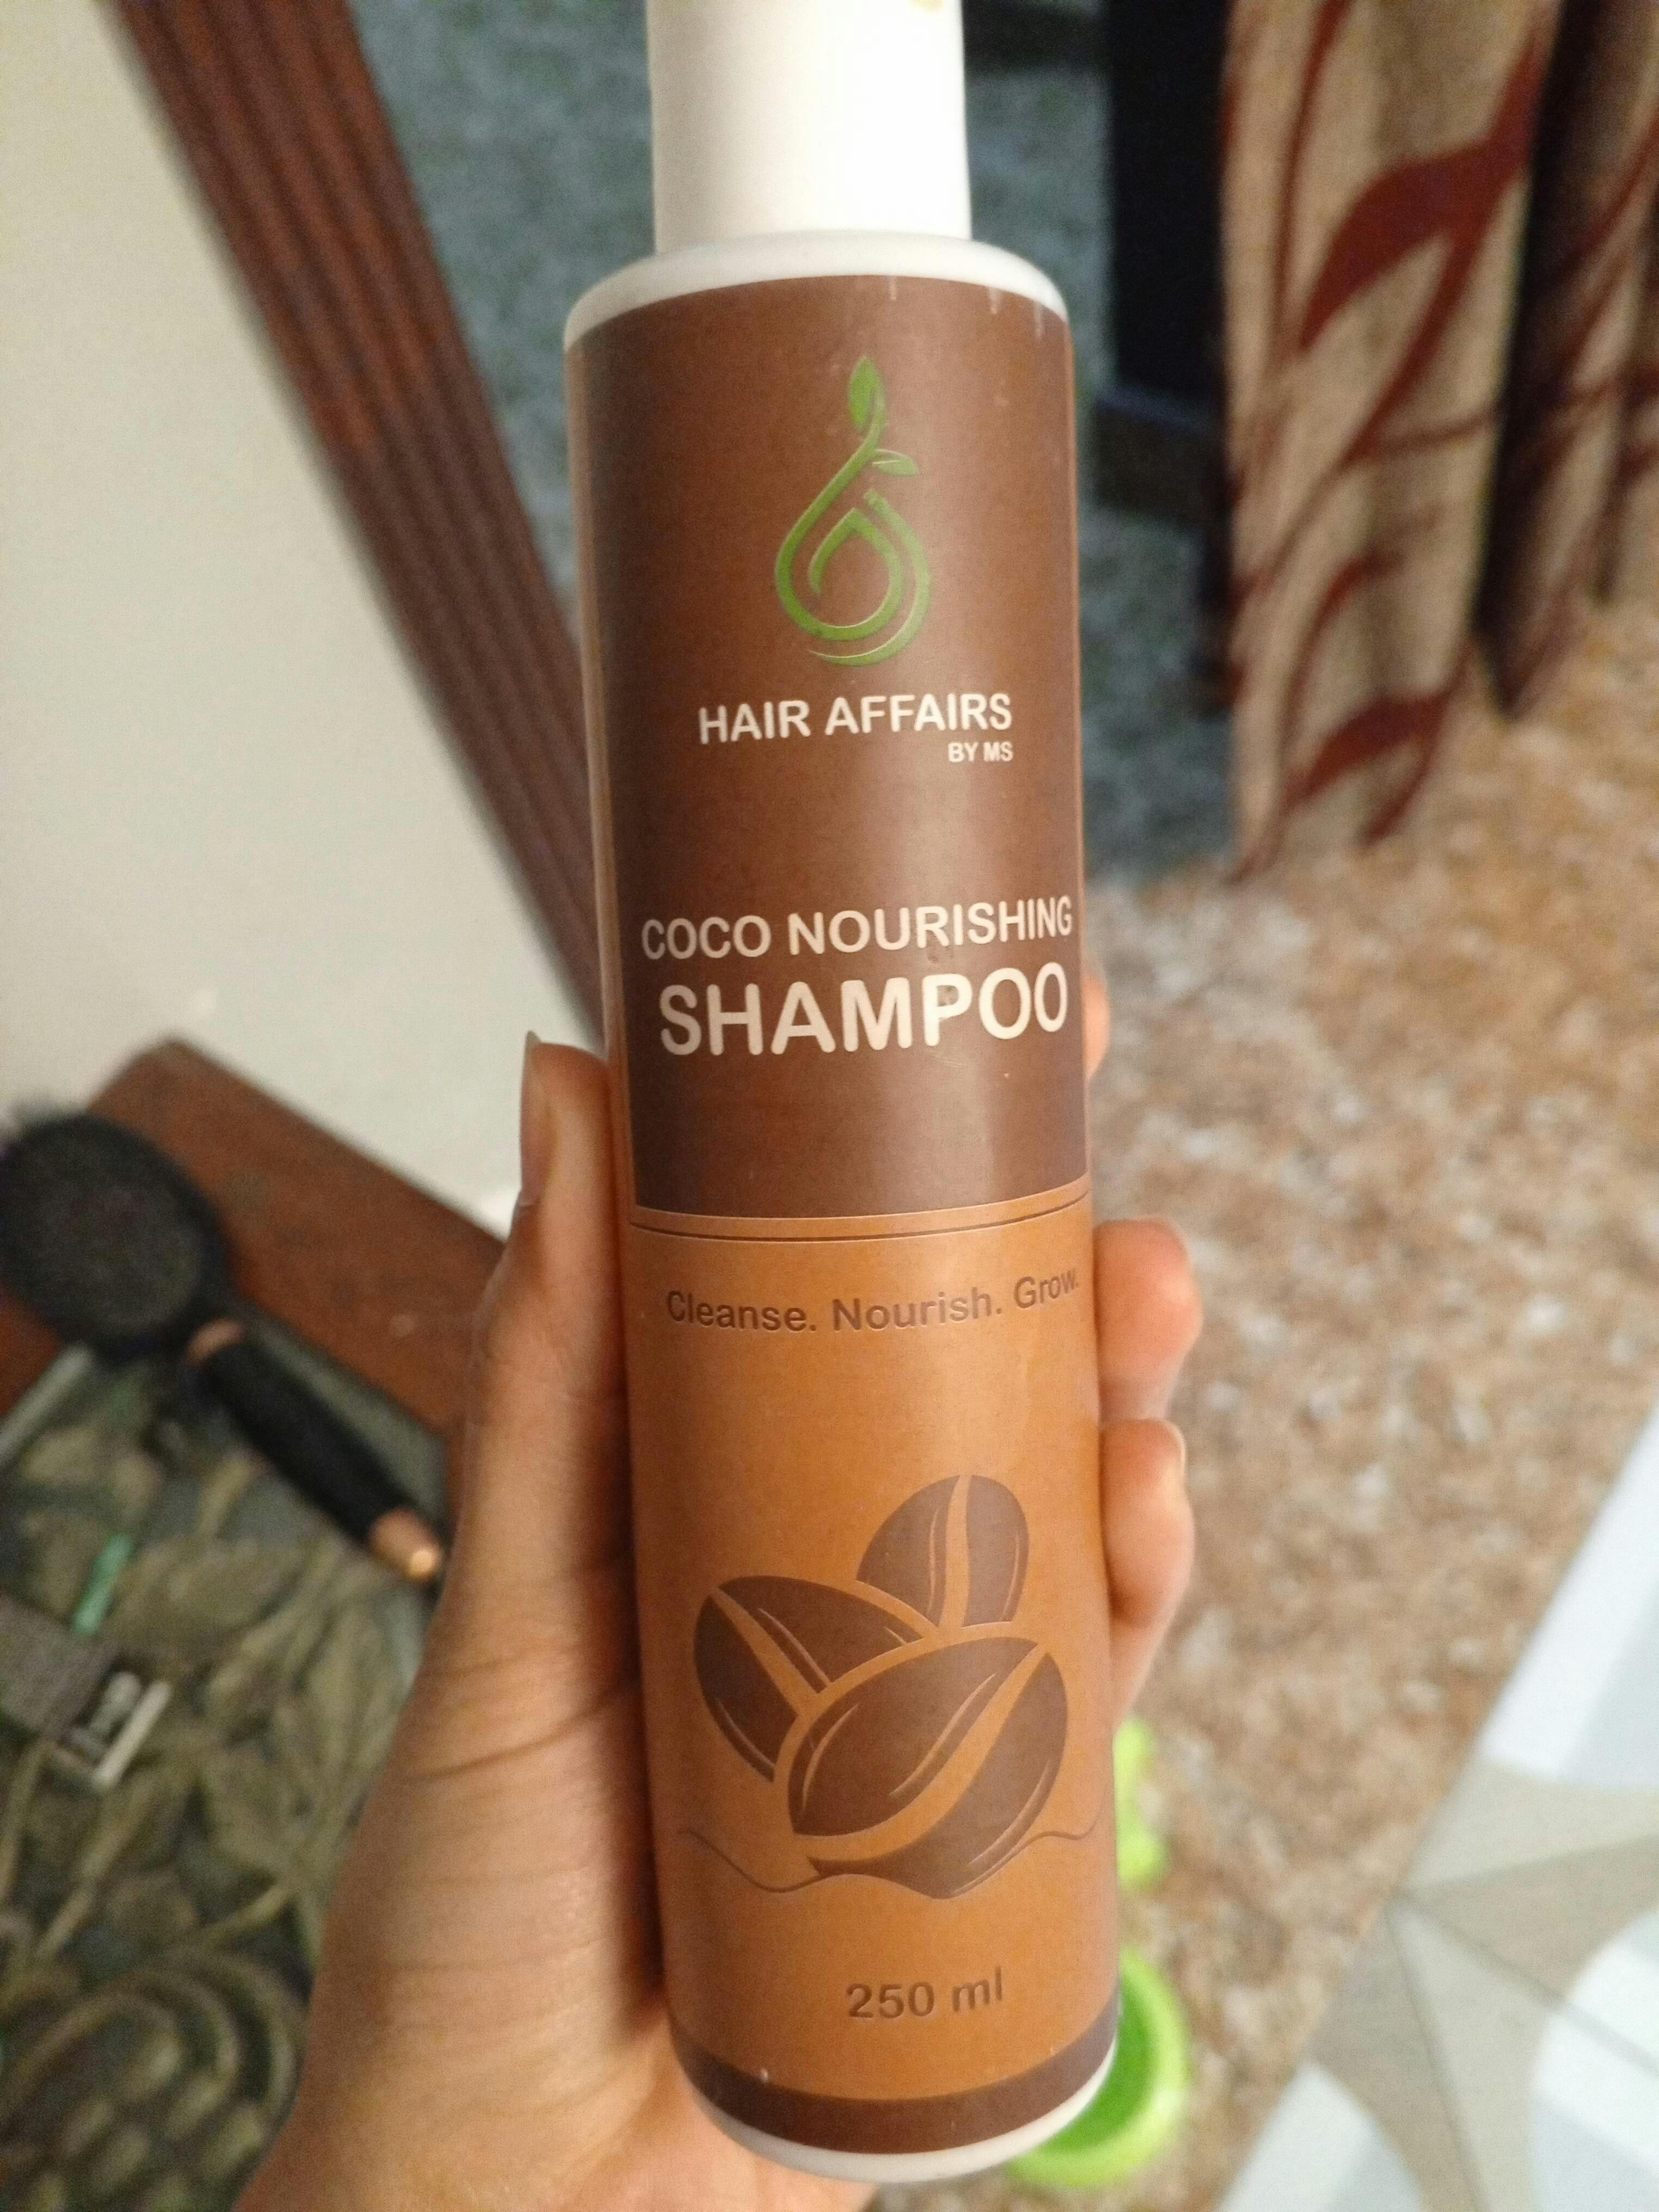 HAIR AFFAIRS
BY MS
COCO NOURISHING
SHAMPOO
Cleanse. Nourish. Grow.
250 ml